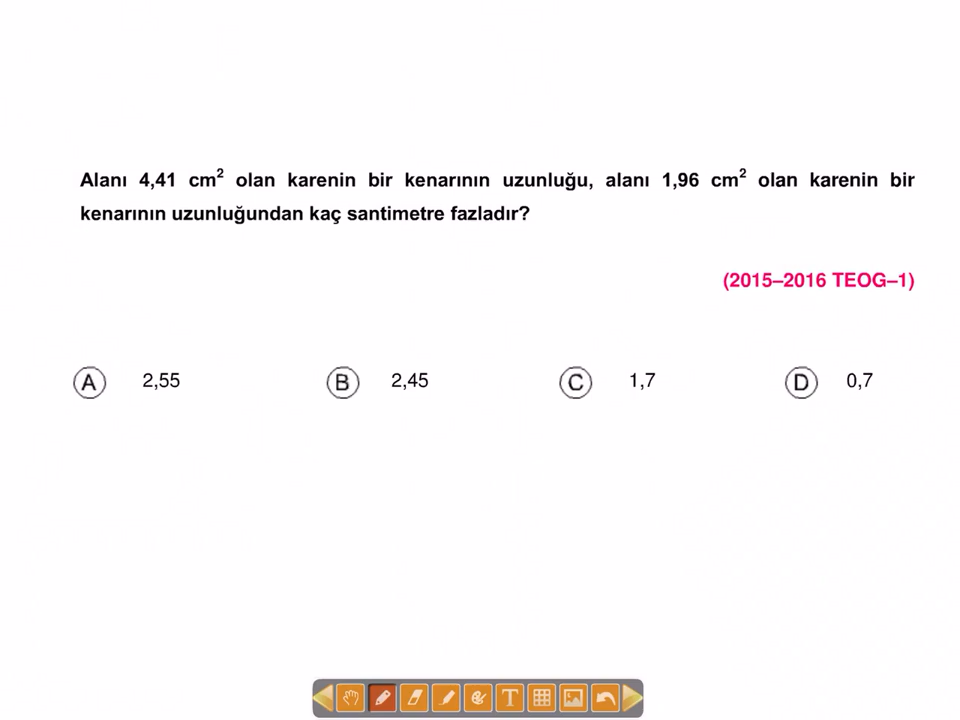 Alanı 4,41 cm² olan karenin bir kenarının uzunluğu, alanı 1,96 cm² olan karenin bir
kenarının uzunluğundan kaç santimetre fazladır?
(2015–2016 TEOG–1)
A 2,55 B 2,45 C 1,7 D 0,7
T